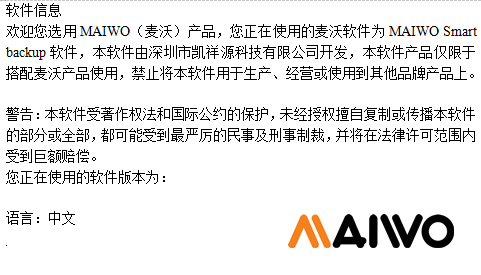 软件信息
欢迎您选用 MAIWO（麦沃）产品，您正在使用的麦沃软件为 MAIWO Smart
backup 软件，本软件由深圳市凯祥源科技有限公司开发，本软件产品仅限于
搭配麦沃产品使用，禁止将本软件用于生产、经营或使用到其他品牌产品上。
警告：本软件受著作权法和国际公约的保护，未经授权擅自复制或传播本软件
的部分或全部，都可能受到最严厉的民事及刑事制裁，并将在法律许可范围内
受到巨额赔偿。
您正在使用的软件版本为：
语言：中文
.
MAIWO